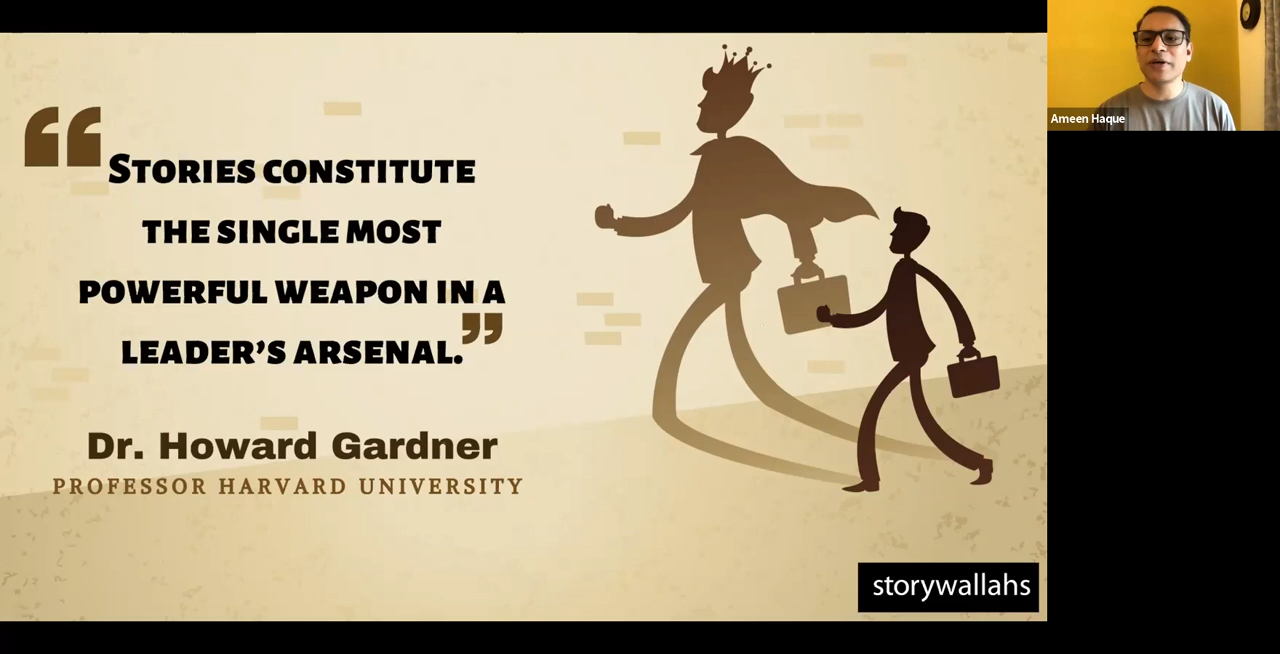 “Stories constitute
the single most
powerful weapon in a
leader’s arsenal.”
Dr. Howard Gardner
PROFESSOR HARVARD UNIVERSITY
storywallahs
Ameen Haque